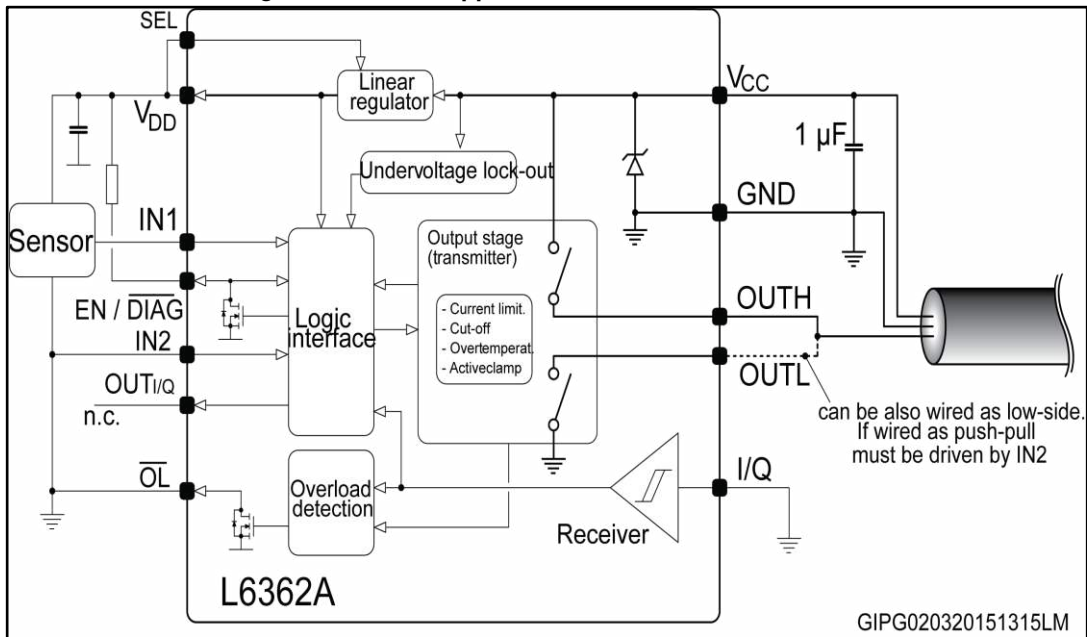 SEL
VDD
Linear
regulator
VCC
1 µF
Undervoltage lock-out
GND
IN1
Sensor
Output stage
(transmitter)
- Current limit.
- Cut-off
- Overtemperat.
- Activeclamp
OUTH
EN / DIAG
Logic
interface
IN2
OUTL
OUTI/Q
n.c.
can be also wired as low-side.
If wired as push-pull
must be driven by IN2
OL
Overload
detection
I/Q
Receiver
L6362A
GIPG020320151315LM